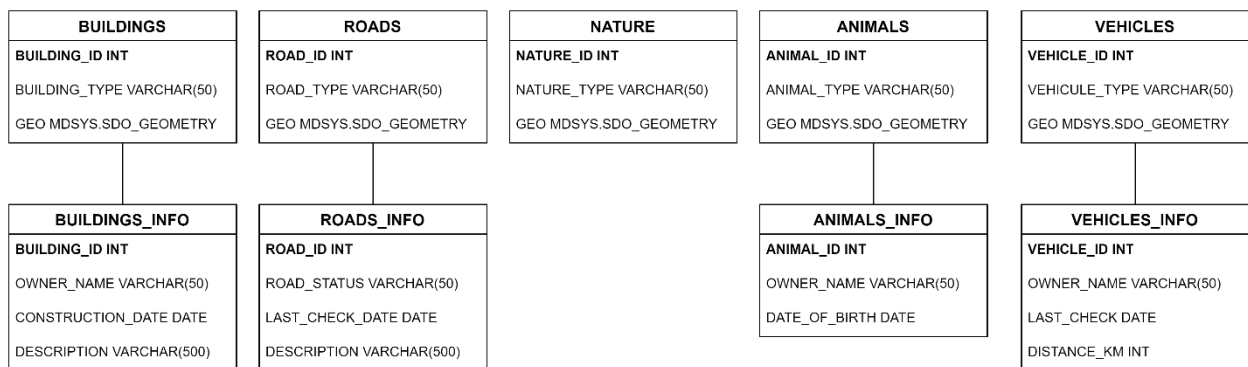 BUILDINGS
BUILDING_ID INT
BUILDING_TYPE VARCHAR(50)
GEO MDSYS.SDO_GEOMETRY
ROADS
ROAD_ID INT
ROAD_TYPE VARCHAR(50)
GEO MDSYS.SDO_GEOMETRY
NATURE
NATURE_ID INT
NATURE_TYPE VARCHAR(50)
GEO MDSYS.SDO_GEOMETRY
ANIMALS
ANIMAL_ID INT
ANIMAL_TYPE VARCHAR(50)
GEO MDSYS.SDO_GEOMETRY
VEHICLES
VEHICLE_ID INT
VEHICULE_TYPE VARCHAR(50)
GEO MDSYS.SDO_GEOMETRY
BUILDINGS_INFO
BUILDING_ID INT
OWNER_NAME VARCHAR(50)
CONSTRUCTION_DATE DATE
DESCRIPTION VARCHAR(500)
ROADS_INFO
ROAD_ID INT
ROAD_STATUS VARCHAR(50)
LAST_CHECK_DATE DATE
DESCRIPTION VARCHAR(500)
ANIMALS_INFO
ANIMAL_ID INT
OWNER_NAME VARCHAR(50)
DATE_OF_BIRTH DATE
VEHICLES_INFO
VEHICLE_ID INT
OWNER_NAME VARCHAR(50)
LAST_CHECK DATE
DISTANCE_KM INT